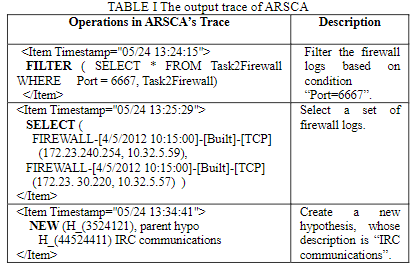 TABLE I The output trace of ARSCA
Operations in ARSCA's Trace
Description
<Item Timestamp="05/24 13:24:15">
FILTER ( SELECT * FROM Task2Firewall
WHERE Port = 6667, Task2Firewall)
</Item>
Filter the firewall
logs based on
condition
"Port=6667".
<Item Timestamp="05/24 13:25:29">
SELECT (
FIREWALL-[4/5/2012 10:15:00]-[Built]-[TCP]
(172.23.240.254, 10.32.5.59),
FIREWALL-[4/5/2012 10:15:00]-[Built]-[TCP]
(172.23. 30.220, 10.32.5.57) )
</Item>
Select a set of
firewall logs.
<Item Timestamp="05/24 13:34:41">
NEW (H_(3524121), parent hypo
H_(44524411) IRC communications
</Item>
Create a new
hypothesis, whose
description is "IRC
communications".